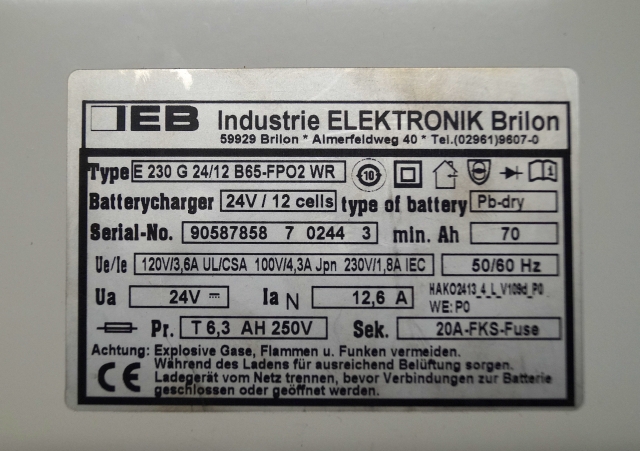 IEB Industrie ELEKTRONIK Brilon
59929 Brilon * Almerfeldweg 40 * Tel.(02961)9607-0
Type E 230 G 24/12 B65-FPO2 WR 10
Batterycharger 24V / 12 cells type of battery Pb-dry
Serial-No. 90587858 7 0244 3 min. Ah 70
Ue/Ie 120V/3,6A UL/CSA 100V/4,3A Jpn 230V/1,8A IEC 50/60 Hz
Ua 24V Ia N 12,6 A HAKO2413_4_L_V109d_P0
WE: P0
Pr. T 6,3 AH 250V Sek. 20A-FKS-Fuse
Achtung: Explosive Gase, Flammen u. Funken vermeiden.
Während des Ladens für ausreichend Belüftung sorgen.
CE Ladegerät vom Netz trennen, bevor Verbindungen zur Batterie
geschlossen oder geöffnet werden.